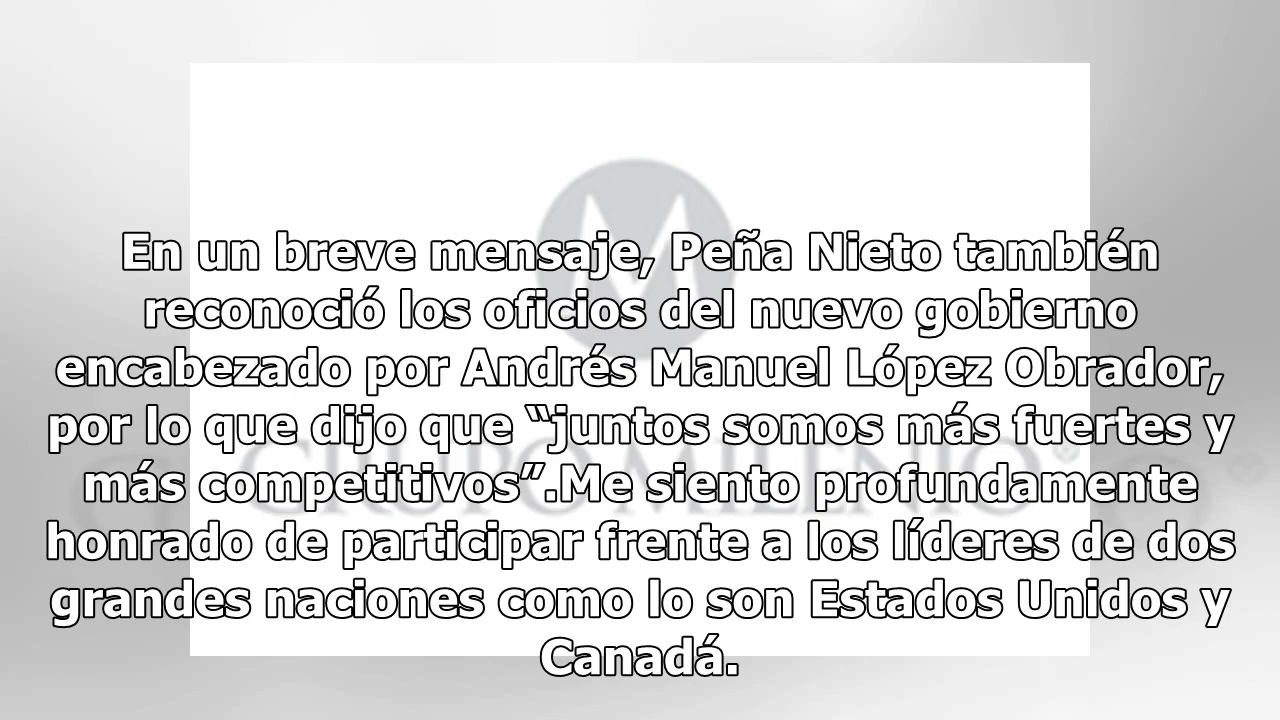 En un breve mensaje, Peña Nieto también
reconoció los oficios del nuevo gobierno
encabezado por Andrés Manuel López Obrador,
por lo que dijo que “juntos somos más fuertes y
más competitivos”.Me siento profundamente
honrado de participar frente a los líderes de dos
grandes naciones como lo son Estados Unidos y
Canadá.
M
GRUPO MILENIO®